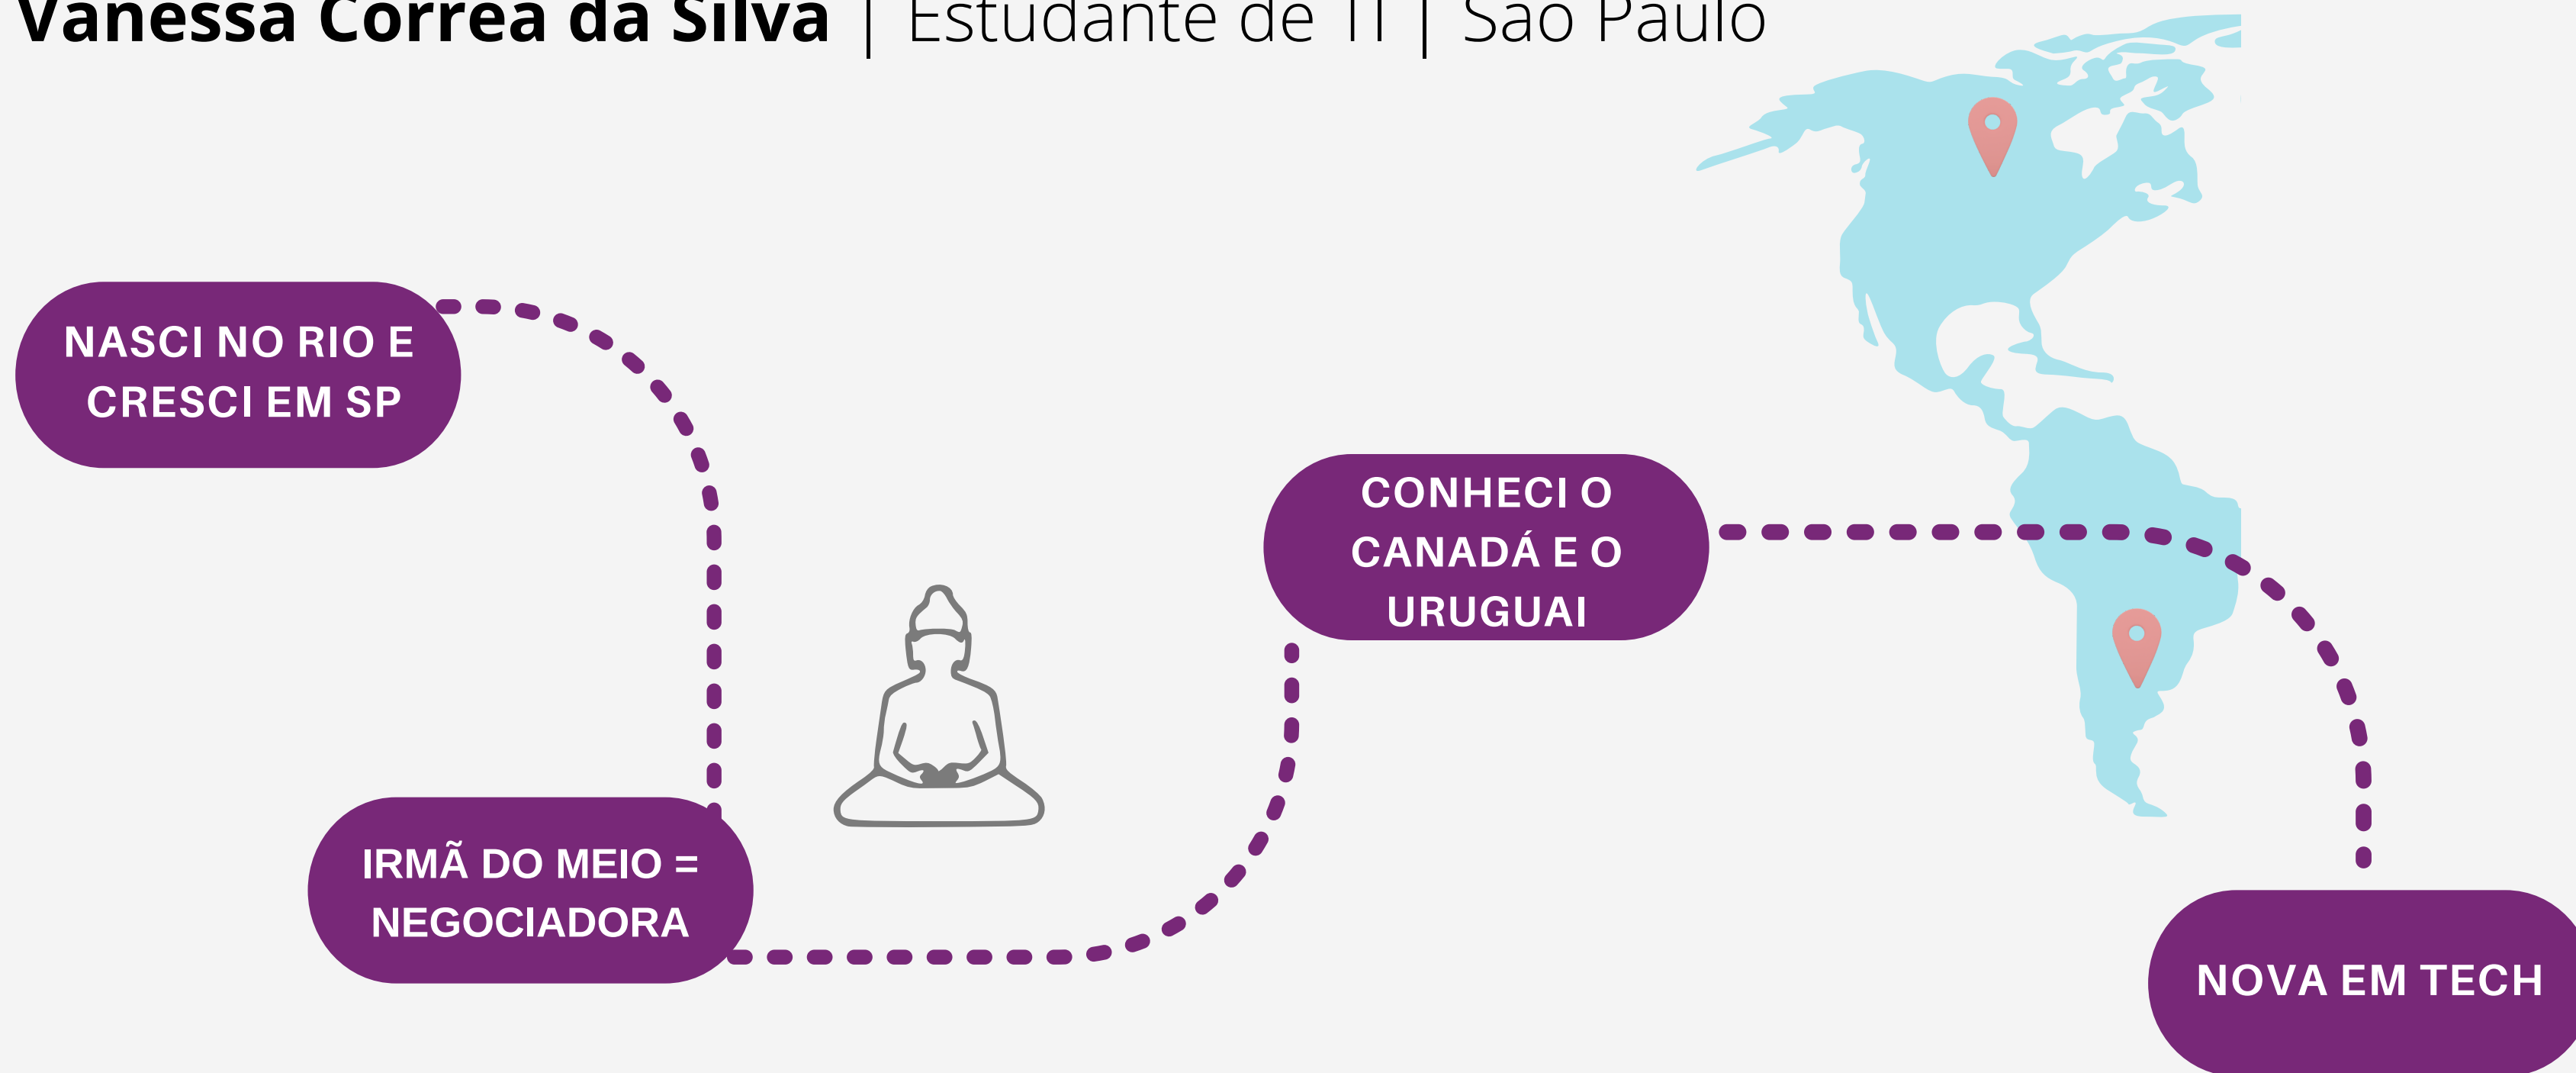 Vanessa Correa da Silva | Estudante de TI | São Paulo
NASCI NO RIO E
CRESCI EM SP
CONHECI O
CANADÁ E O
URUGUAI
IRMÃ DO MEIO =
NEGOCIADORA
NOVA EM TECH